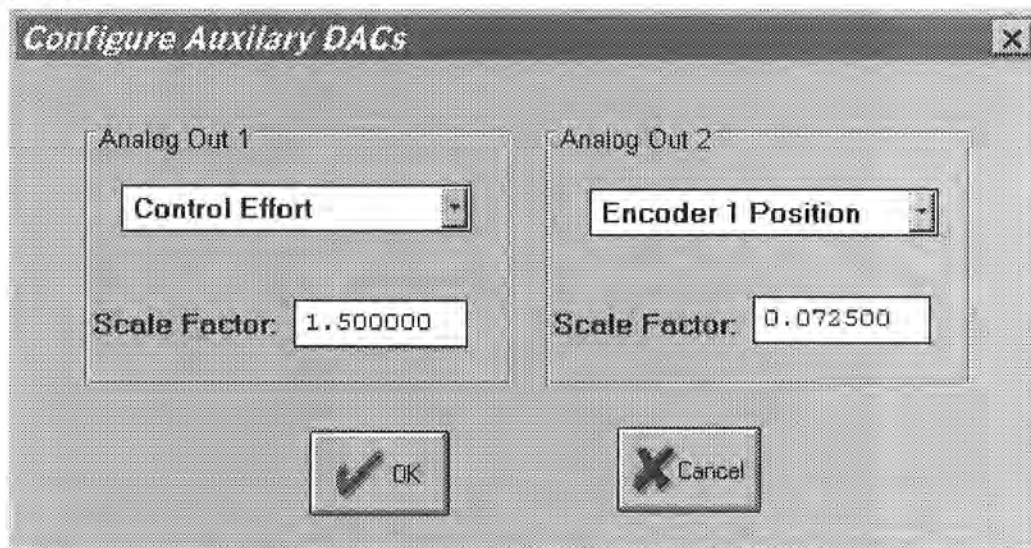 Configure Auxilary DACs
Analog Out 1
Control Effort
Scale Factor: 1.500000
Analog Out 2
Encoder 1 Position
Scale Factor: 0.072500
OK
Cancel